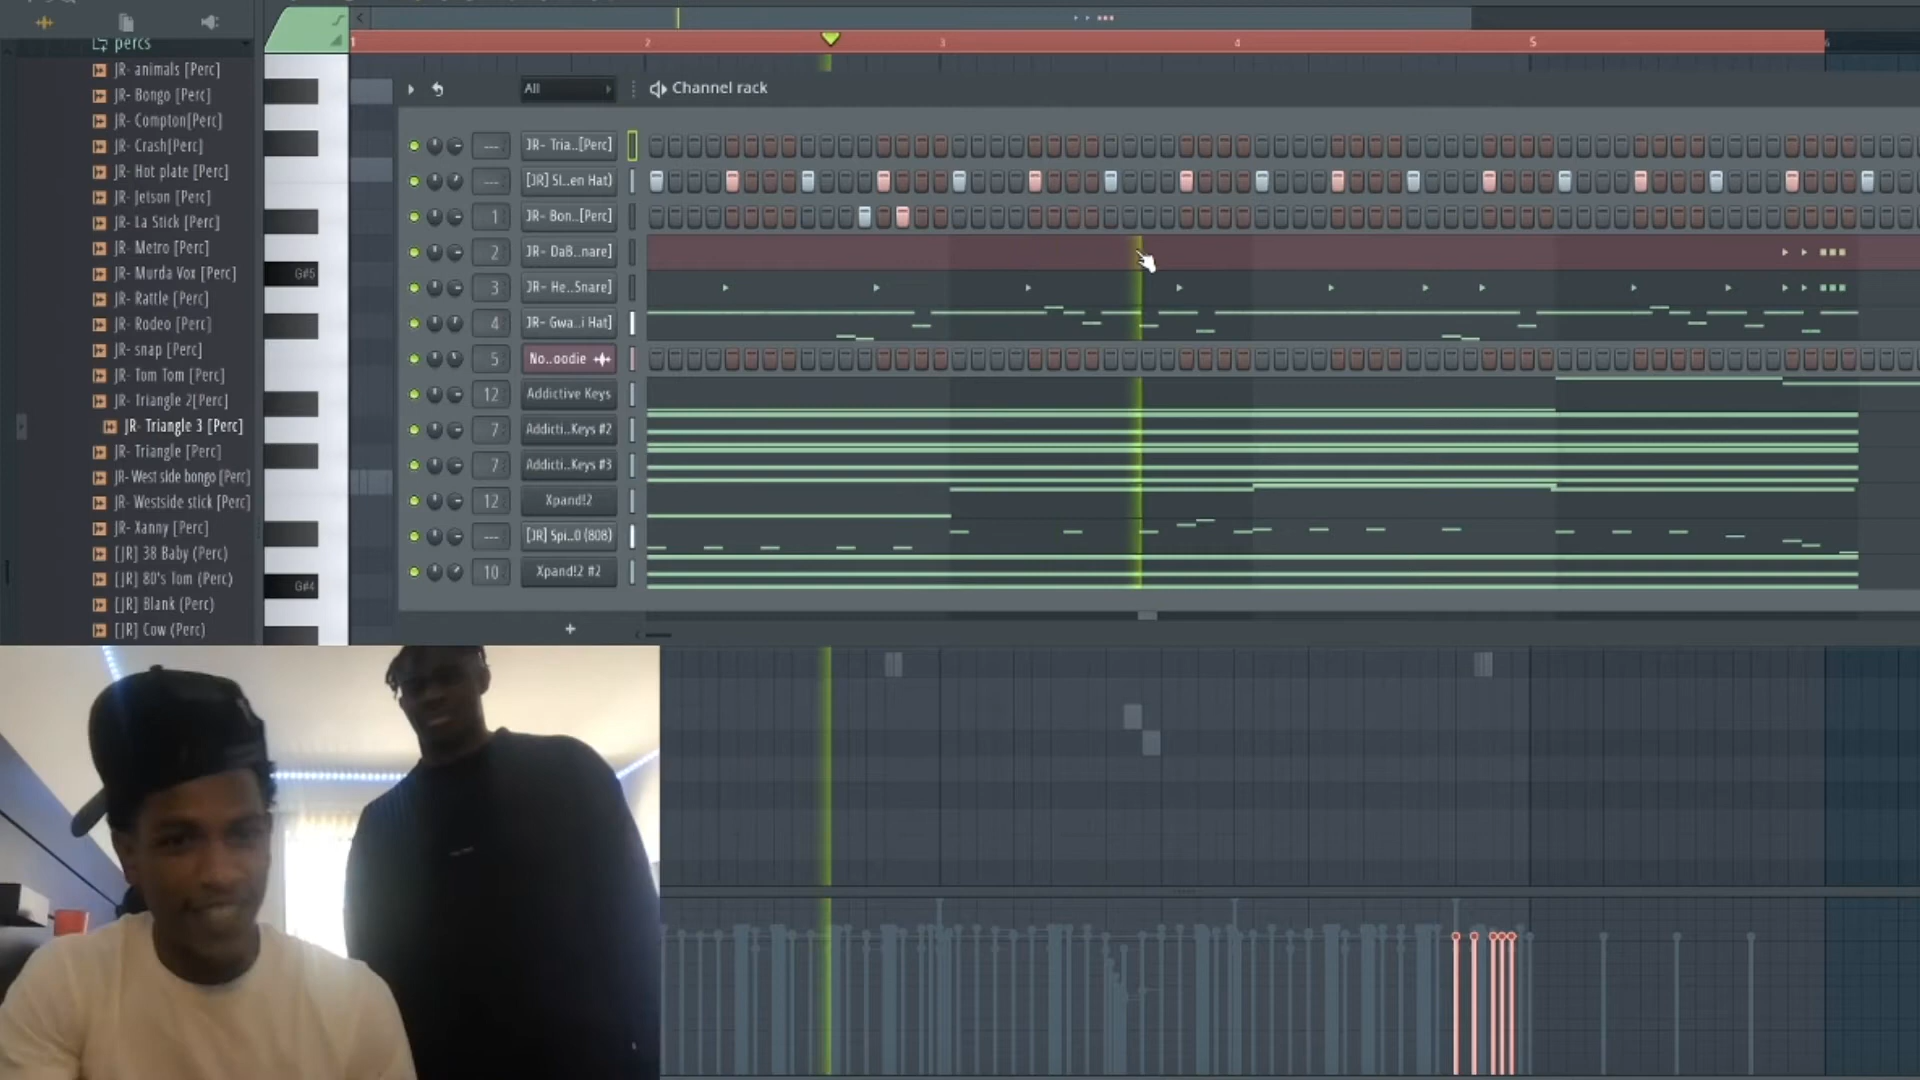 percs
JR- animals [Perc]
JR- Bongo [Perc]
JR- Compton[Perc]
JR- Crash[Perc]
JR- Hot plate [Perc]
JR- Jetson [Perc]
JR- La Stick [Perc]
JR- Metro [Perc]
JR- Murda Vox [Perc]
JR- Rattle [Perc]
JR- Rodeo [Perc]
JR- snap [Perc]
JR- Tom Tom [Perc]
JR- Triangle 2[Perc]
JR- Triangle 3 [Perc]
JR- Triangle [Perc]
JR- West side bongo [Perc]
JR- Westside stick [Perc]
JR- Xanny [Perc]
[JR] 38 Baby (Perc)
[JR] 80's Tom (Perc)
[JR] Blank (Perc)
[JR] Cow (Perc)
G#5
G#4
1 2 3 4 5 6
All Channel rack
--- JR- Tria..[Perc]
--- [JR] Sl...en Hat)
1 JR- Bon..[Perc]
2 JR- DaB..nare]
3 JR- He..Snare]
4 JR- Gwa..i Hat]
5 No..oodie
12 Addictive Keys
7 Addicti..Keys #2
7 Addicti..Keys #3
12 Xpand!2
--- [JR] Spi..0 (808)
10 Xpand!2 #2
+